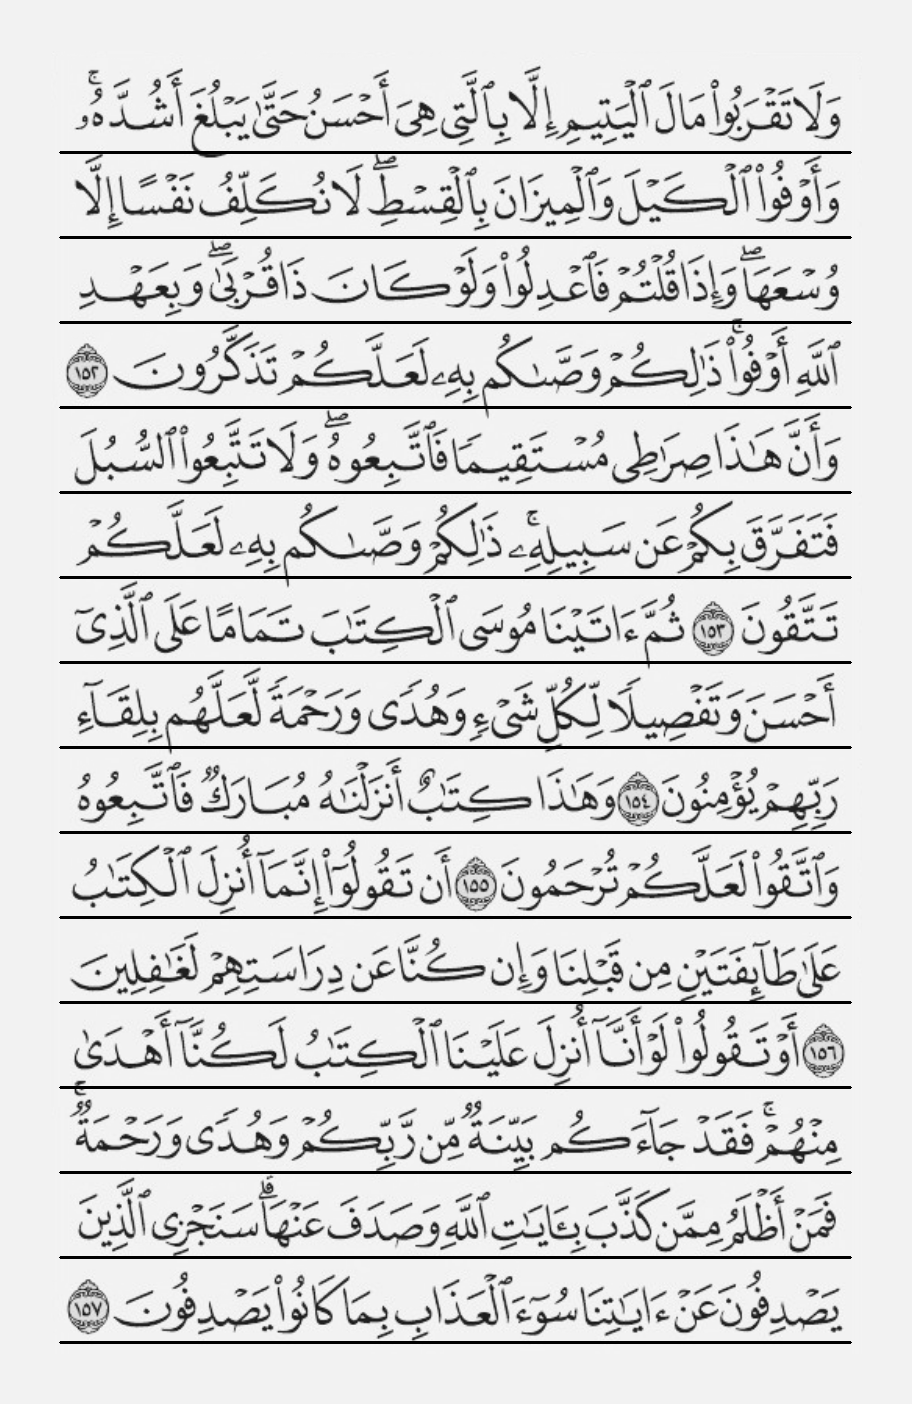 وَلَا تَقْرَبُوا۟ مَالَ ٱلْيَتِيمِ إِلَّا بِٱلَّتِى هِىَ أَحْسَنُ حَتَّىٰ يَبْلُغَ أَشُدَّهُۥۚ
وَأَوْفُوا۟ ٱلْكَيْلَ وَٱلْمِيزَانَ بِٱلْقِسْطِۖ لَا نُكَلِّفُ نَفْسًا إِلَّا
وُسْعَهَاۖ وَإِذَا قُلْتُمْ فَٱعْدِلُوا۟ وَلَوْ كَانَ ذَا قُرْبَىٰۖ وَبِعَهْدِ
ٱللَّهِ أَوْفُوا۟ۚ ذَٰلِكُمْ وَصَّىٰكُم بِهِۦ لَعَلَّكُمْ تَذَكَّرُونَ ١٥٢
وَأَنَّ هَـٰذَا صِرَٰطِى مُسْتَقِيمًا فَٱتَّبِعُوهُۖ وَلَا تَتَّبِعُوا۟ ٱلسُّبُلَ
فَتَفَرَّقَ بِكُمْ عَن سَبِيلِهِۦۚ ذَٰلِكُمْ وَصَّىٰكُم بِهِۦ لَعَلَّكُمْ
تَتَّقُونَ ١٥٣ ثُمَّ ءَاتَيْنَا مُوسَى ٱلْكِتَـٰبَ تَمَامًا عَلَى ٱلَّذِىٓ
أَحْسَنَ وَتَفْصِيلًا لِّكُلِّ شَىْءٍ وَهُدًى وَرَحْمَةً لَّعَلَّهُم بِلِقَآءِ
رَبِّهِمْ يُؤْمِنُونَ ١٥٤ وَهَـٰذَا كِتَـٰبٌ أَنزَلْنَـٰهُ مُبَارَكٌ فَٱتَّبِعُوهُ
وَٱتَّقُوا۟ لَعَلَّكُمْ تُرْحَمُونَ ١٥٥ أَن تَقُولُوٓا۟ إِنَّمَآ أُنزِلَ ٱلْكِتَـٰبُ
عَلَىٰ طَآئِفَتَيْنِ مِن قَبْلِنَا وَإِن كُنَّا عَن دِرَاسَتِهِمْ لَغَـٰفِلِينَ
١٥٦ أَوْ تَقُولُوا۟ لَوْ أَنَّآ أُنزِلَ عَلَيْنَا ٱلْكِتَـٰبُ لَكُنَّآ أَهْدَىٰ
مِنْهُمْۚ فَقَدْ جَآءَكُم بَيِّنَةٌ مِّن رَّبِّكُمْ وَهُدًى وَرَحْمَةٌۚ
فَمَنْ أَظْلَمُ مِمَّن كَذَّبَ بِـَٔايَـٰتِ ٱللَّهِ وَصَدَفَ عَنْهَاۗ سَنَجْزِى ٱلَّذِينَ
يَصْدِفُونَ عَنْ ءَايَـٰتِنَا سُوٓءَ ٱلْعَذَابِ بِمَا كَانُوا۟ يَصْدِفُونَ ١٥٧